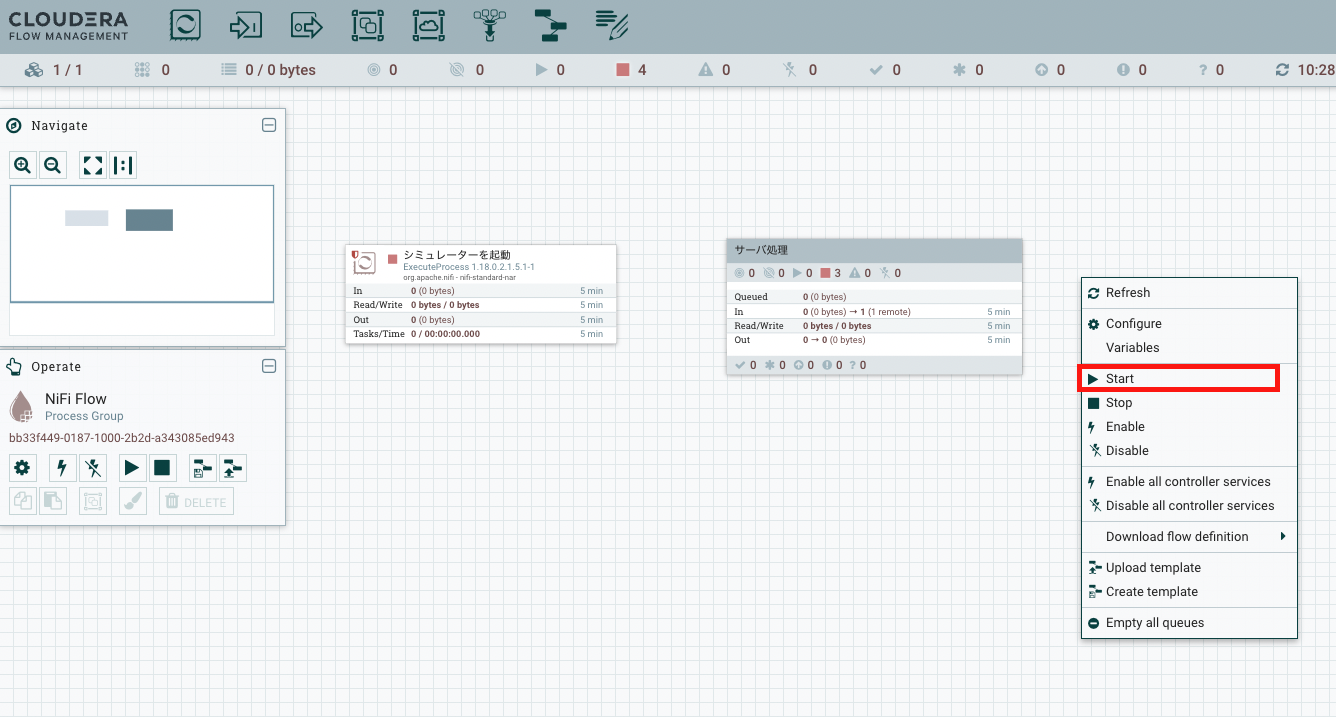 CLOUDERA
FLOW MANAGEMENT
1 / 1 0 0 / 0 bytes 0 0 0 4 0 0 0 0 0 0 ? 0 10:28
Navigate
Operate
NiFi Flow
Process Group
bb33f449-0187-1000-2b2d-a343085ed943
DELETE
シミュレーターを起動
ExecuteProcess 1.18.0.2.1.5.1-1
org.apache.nifi - nifi-standard-nar
In 0 (0 bytes) 5 min
Read/Write 0 bytes / 0 bytes 5 min
Out 0 (0 bytes) 5 min
Tasks/Time 0 / 00:00:00.000 5 min
サーバ処理
0 0 0 3 0 0
Queued 0 (0 bytes)
In 0 (0 bytes) → 1 (1 remote) 5 min
Read/Write 0 bytes / 0 bytes 5 min
Out 0 → 0 (0 bytes) 5 min
0 0 0 0 ? 0
Refresh
Configure
Variables
Start
Stop
Enable
Disable
Enable all controller services
Disable all controller services
Download flow definition
Upload template
Create template
Empty all queues